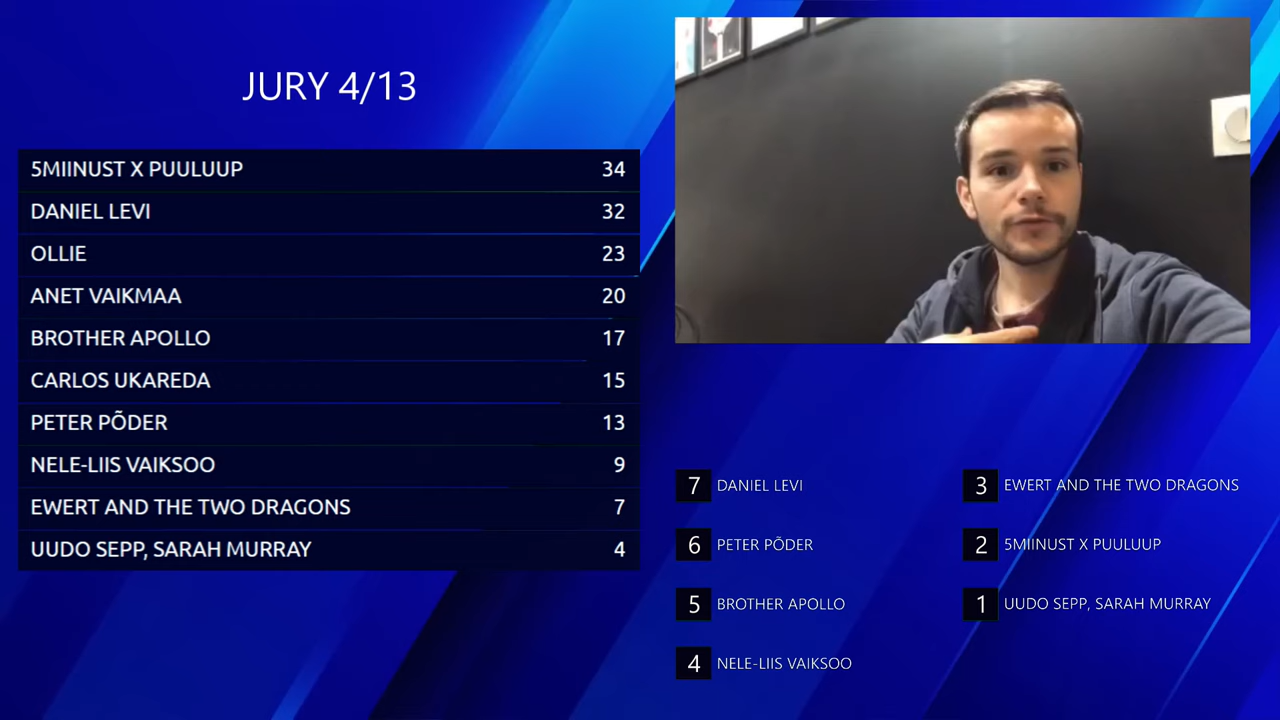 JURY 4/13
5MIINUST X PUULUUP 34
DANIEL LEVI 32
OLLIE 23
ANET VAIKMAA 20
BROTHER APOLLO 17
CARLOS UKAREDA 15
PETER PÕDER 13
NELE-LIIS VAIKSOO 9
EWERT AND THE TWO DRAGONS 7
UUDO SEPP, SARAH MURRAY 4
7 DANIEL LEVI
6 PETER PÕDER
5 BROTHER APOLLO
4 NELE-LIIS VAIKSOO
3 EWERT AND THE TWO DRAGONS
2 5MIINUST X PUULUUP
1 UUDO SEPP, SARAH MURRAY